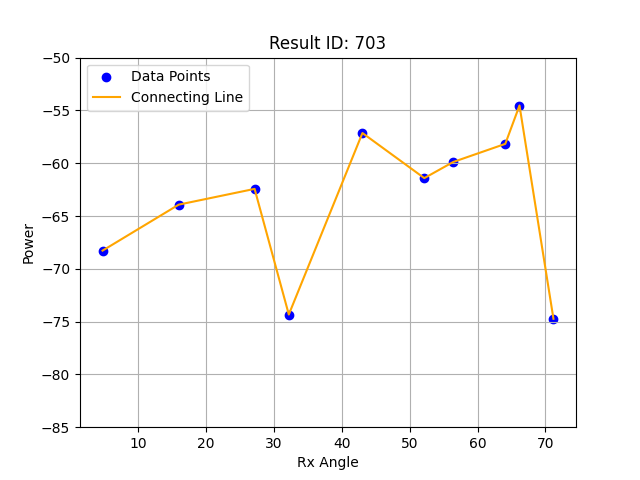 Result ID: 703
Data Points
Connecting Line
Power
−50
−55
−60
−65
−70
−75
−80
−85
10 20 30 40 50 60 70
Rx Angle